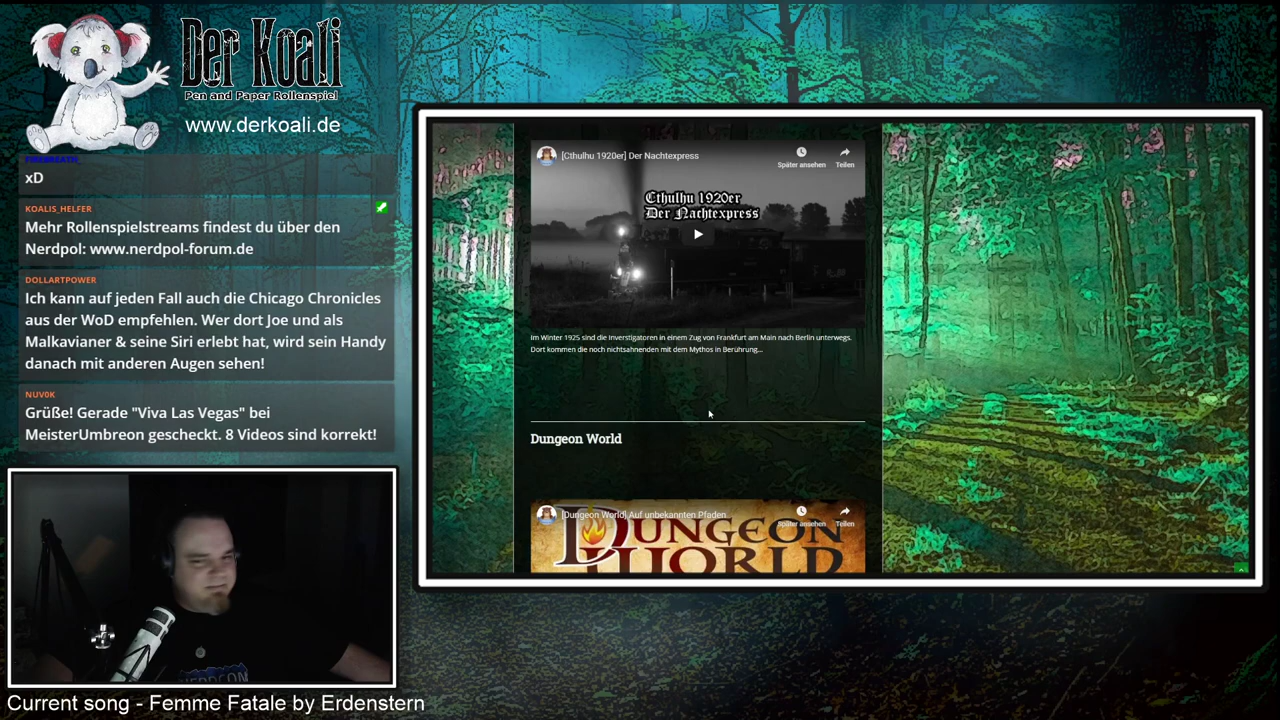 Der Koali
Pen and Paper Rollenspiel
www.derkoali.de
xD
KOALIS_HELFER
Mehr Rollenspielstreams findest du über den
Nerdpol: www.nerdpol-forum.de
DOLLARTPOWER
Ich kann auf jeden Fall auch die Chicago Chronicles
aus der WoD empfehlen. Wer dort Joe und als
Malkavianer & seine Siri erlebt hat, wird sein Handy
danach mit anderen Augen sehen!
NUV0K
Grüße! Gerade "Viva Las Vegas" bei
MeisterUmbreon gescheckt. 8 Videos sind korrekt!
Current song - Femme Fatale by Erdenstern
[Cthulhu 1920er] Der Nachtexpress
Später ansehen
Teilen
Cthulhu 1920er
Der Nachtexpress
Im Winter 1925 sind die Inverstigatoren in einem Zug von Frankfurt am Main nach Berlin unterwegs.
Dort kommen die noch nichtsahnenden mit dem Mythos in Berührung...
Dungeon World
[Dungeon World] Auf unbekannten Pfaden
Später ansehen
Teilen
DUNGEON
WORLD